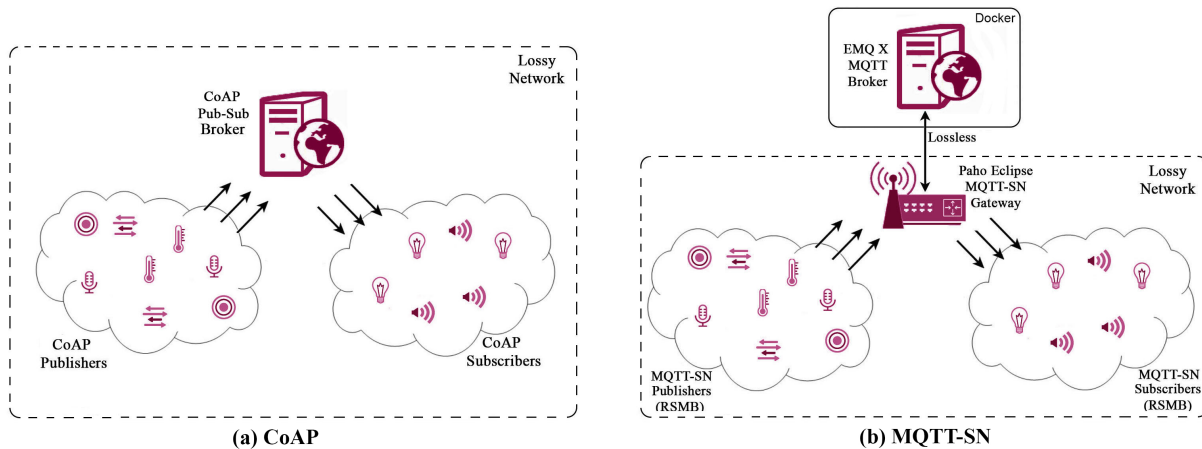 Lossy
Network
CoAP
Pub-Sub
Broker
CoAP
Publishers
CoAP
Subscribers
(a) CoAP
Docker
EMQ X
MQTT
Broker
Lossless
Paho Eclipse
MQTT-SN
Gateway
Lossy
Network
MQTT-SN
Publishers
(RSMB)
MQTT-SN
Subscribers
(RSMB)
(b) MQTT-SN